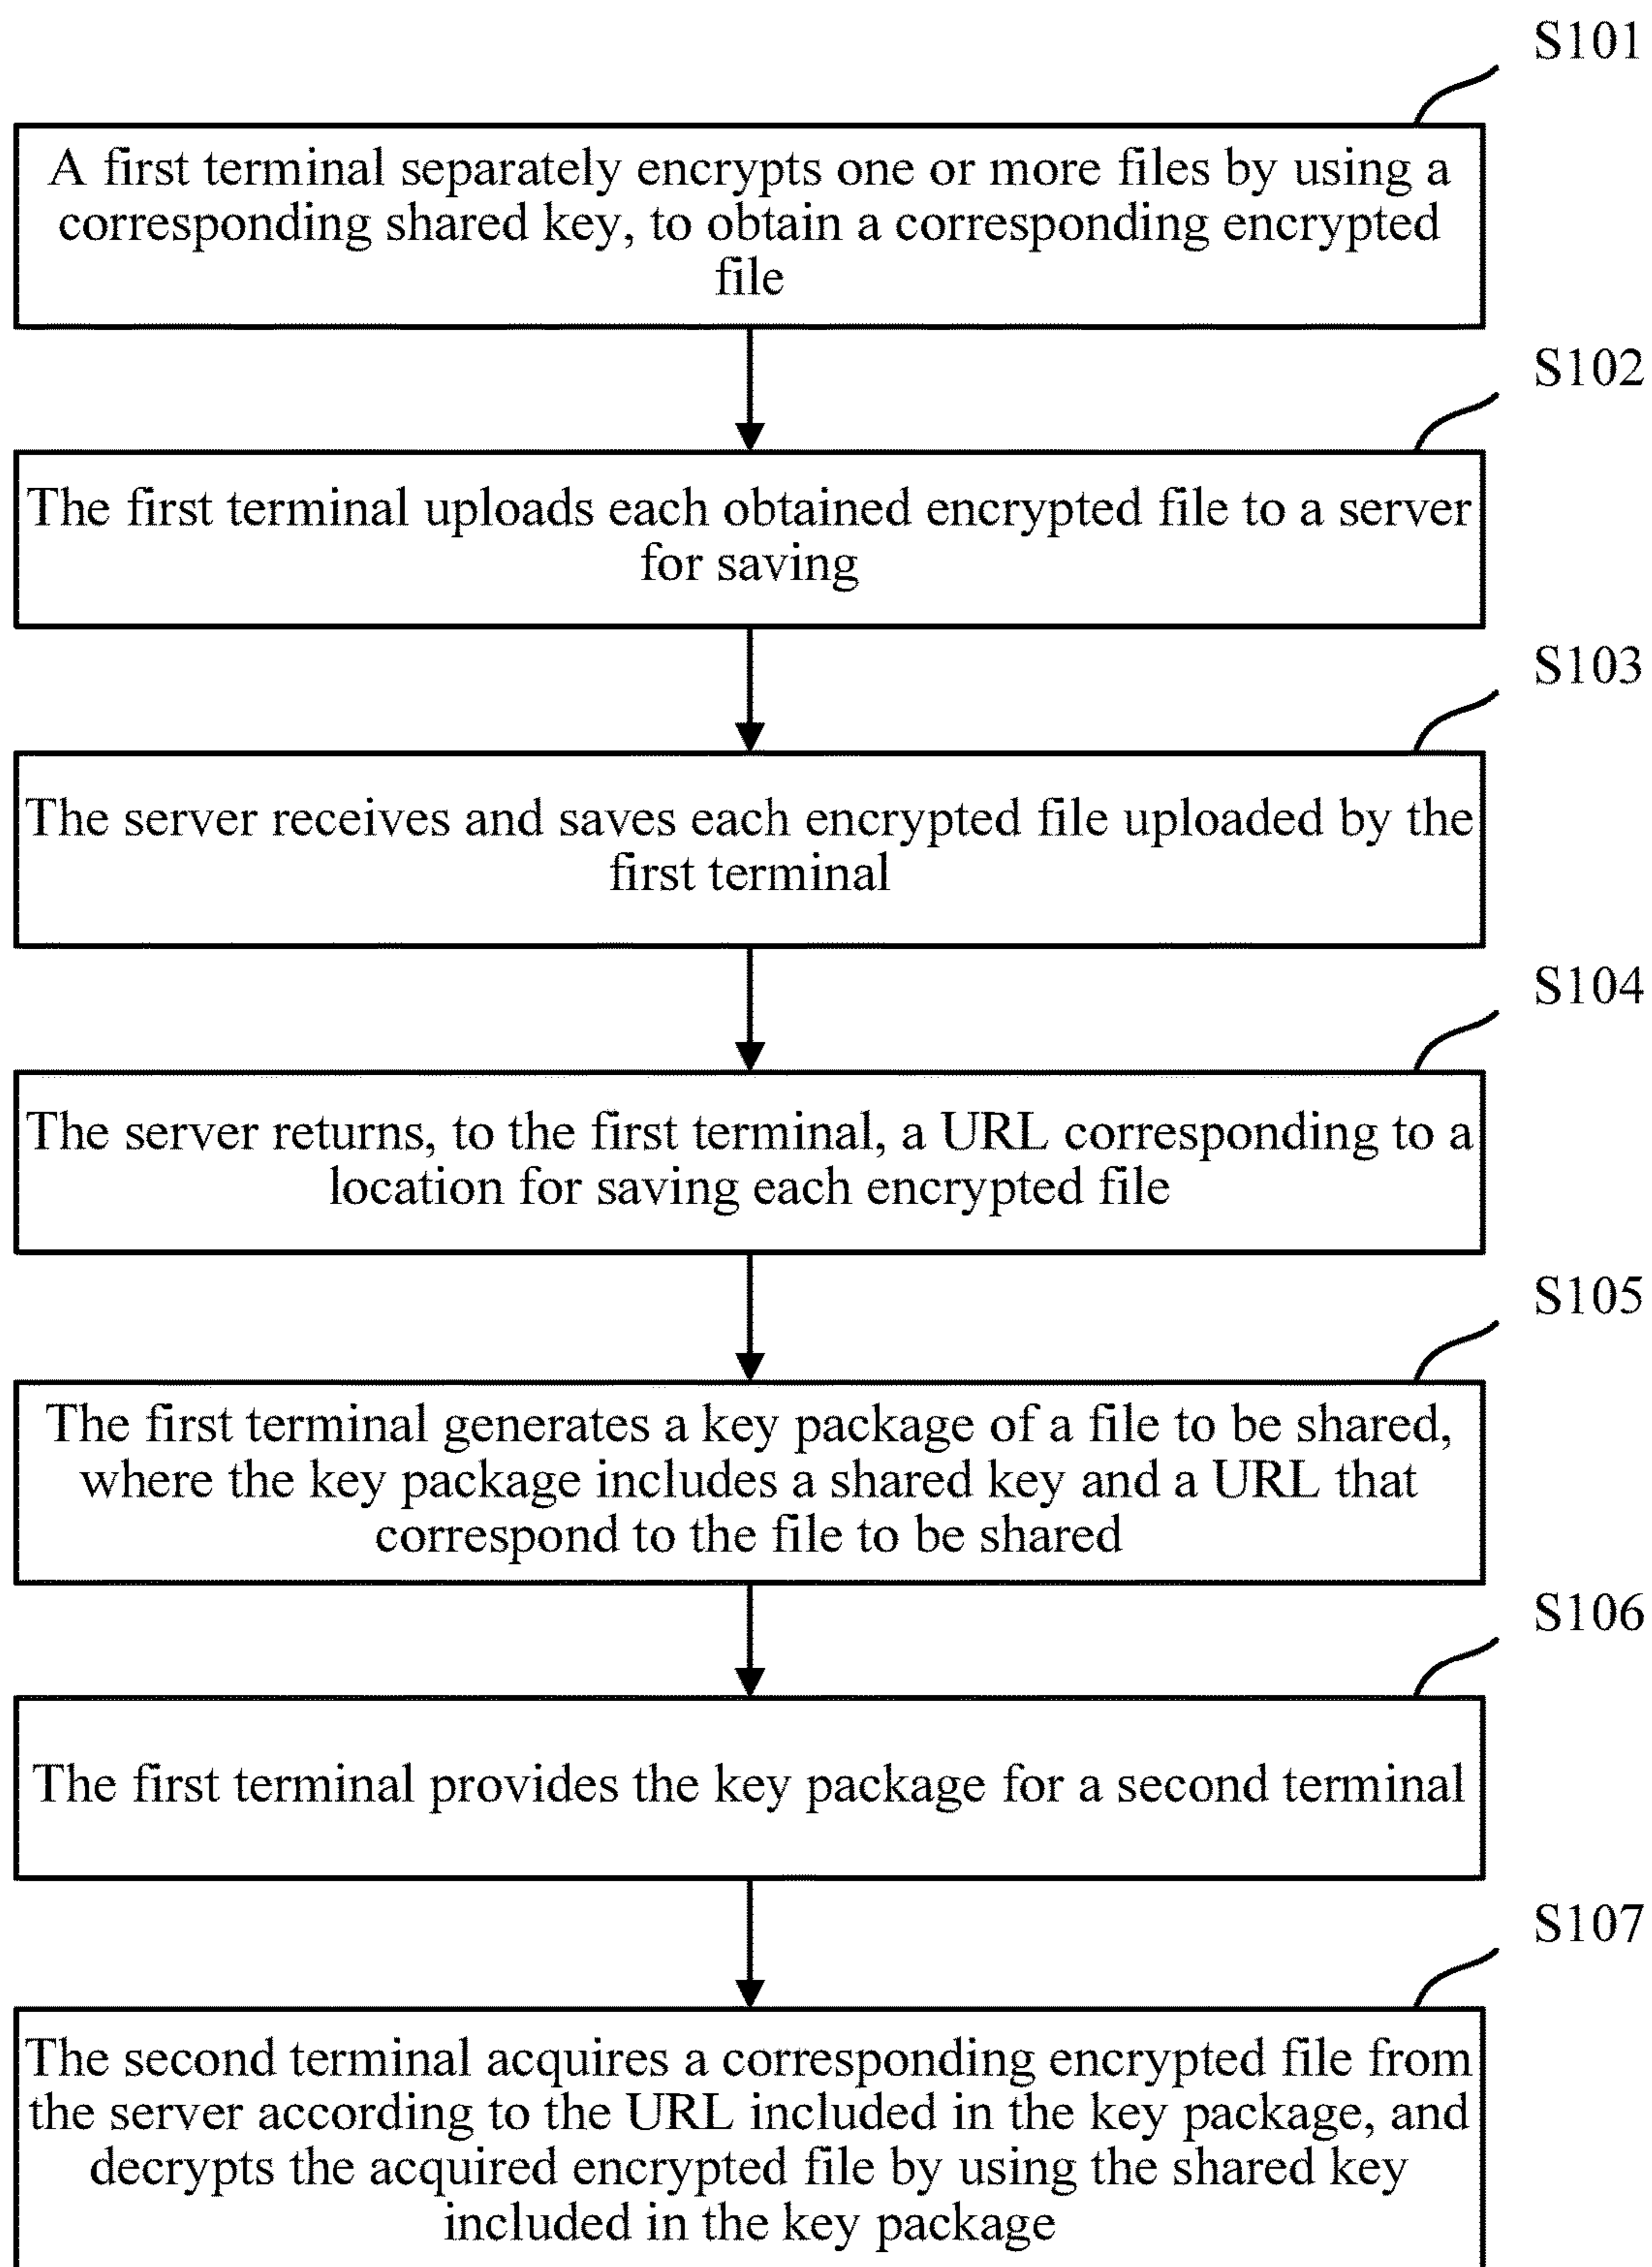 S101
A first terminal separately encrypts one or more files by using a
corresponding shared key, to obtain a corresponding encrypted
file
S102
The first terminal uploads each obtained encrypted file to a server
for saving
S103
The server receives and saves each encrypted file uploaded by the
first terminal
S104
The server returns, to the first terminal, a URL corresponding to a
location for saving each encrypted file
S105
The first terminal generates a key package of a file to be shared,
where the key package includes a shared key and a URL that
correspond to the file to be shared
S106
The first terminal provides the key package for a second terminal
S107
The second terminal acquires a corresponding encrypted file from
the server according to the URL included in the key package, and
decrypts the acquired encrypted file by using the shared key
included in the key package